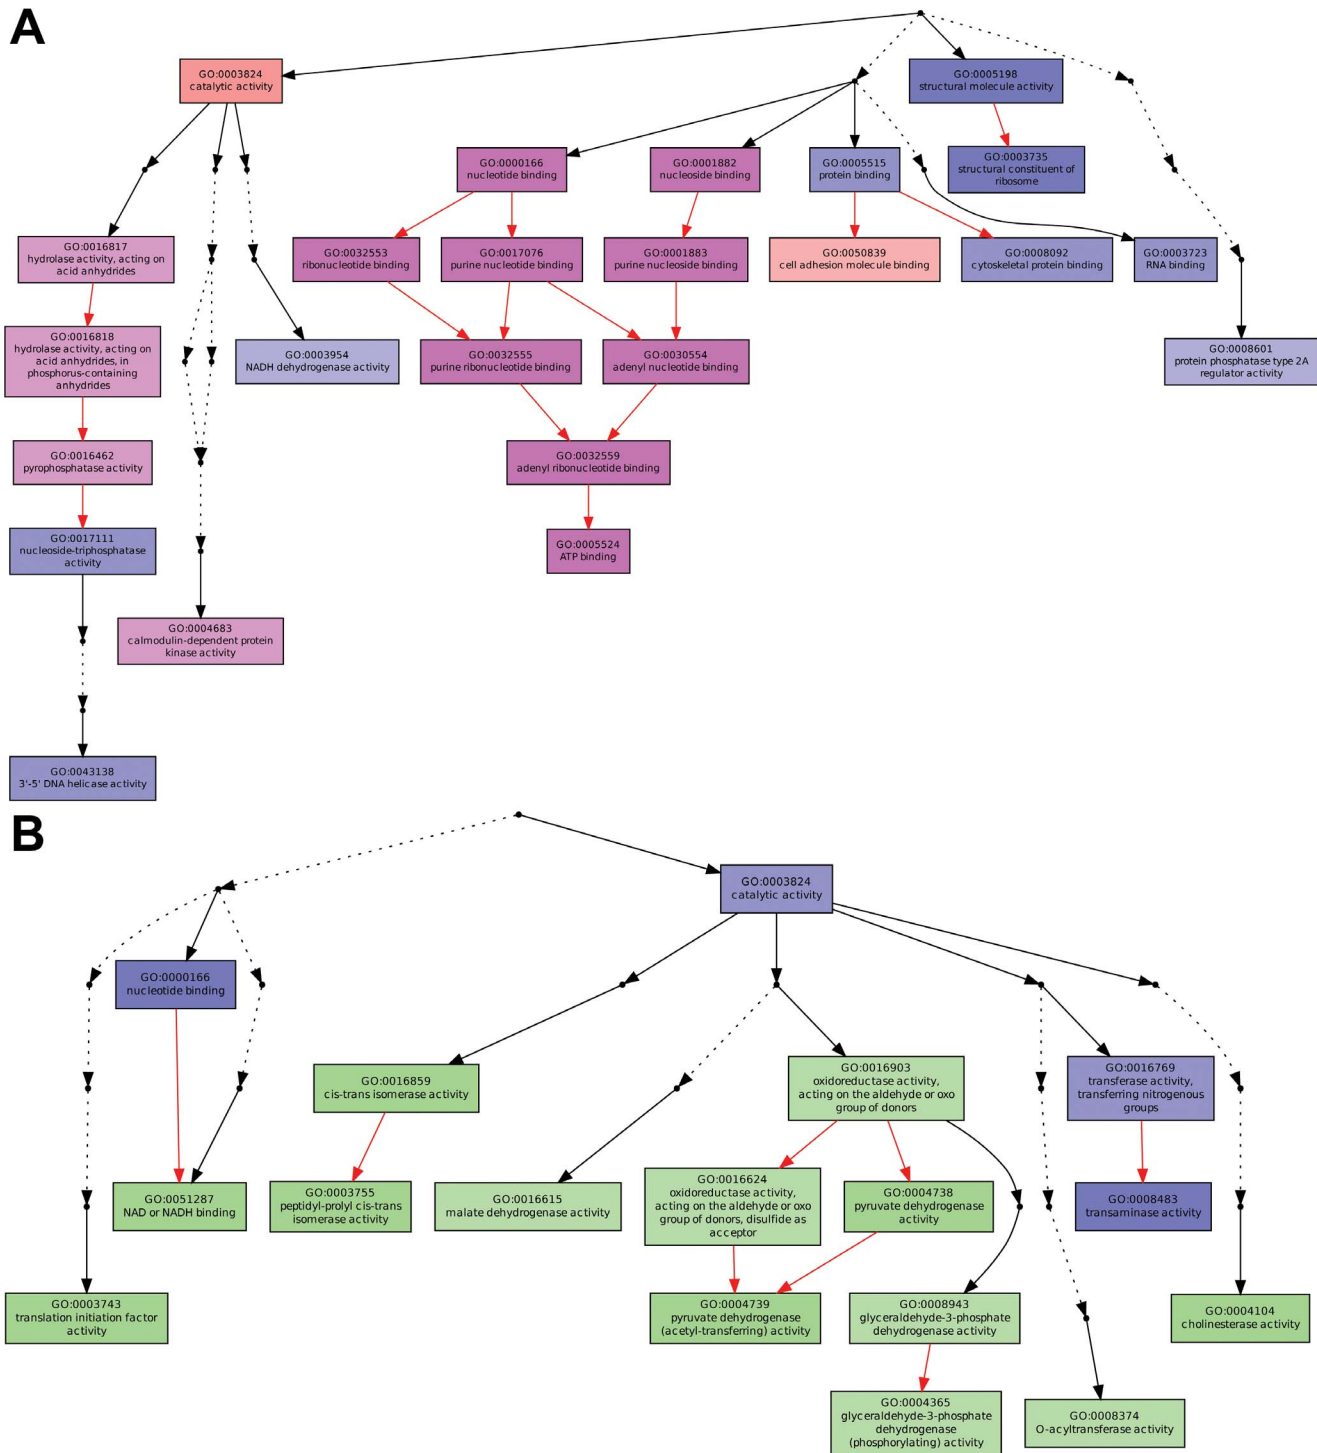 A
GO:0003824
catalytic activity
GO:0005198
structural molecule activity
GO:0000166
nucleotide binding
GO:0001882
nucleoside binding
GO:0005515
protein binding
GO:0003735
structural constituent of
ribosome
GO:0016817
hydrolase activity, acting on
acid anhydrides
GO:0032553
ribonucleotide binding
GO:0017076
purine nucleotide binding
GO:0001883
purine nucleoside binding
GO:0050839
cell adhesion molecule binding
GO:0008092
cytoskeletal protein binding
GO:0003723
RNA binding
GO:0016818
hydrolase activity, acting on
acid anhydrides, in
phosphorus-containing
anhydrides
GO:0003954
NADH dehydrogenase activity
GO:0032555
purine ribonucleotide binding
GO:0030554
adenyl nucleotide binding
GO:0008601
protein phosphatase type 2A
regulator activity
GO:0016462
pyrophosphatase activity
GO:0032559
adenyl ribonucleotide binding
GO:0017111
nucleoside-triphosphatase
activity
GO:0005524
ATP binding
GO:0004683
calmodulin-dependent protein
kinase activity
GO:0043138
3'-5' DNA helicase activity
B
GO:0003824
catalytic activity
GO:0000166
nucleotide binding
GO:0016859
cis-trans isomerase activity
GO:0016903
oxidoreductase activity,
acting on the aldehyde or oxo
group of donors
GO:0016769
transferase activity,
transferring nitrogenous
groups
GO:0051287
NAD or NADH binding
GO:0003755
peptidyl-prolyl cis-trans
isomerase activity
GO:0016615
malate dehydrogenase activity
GO:0016624
oxidoreductase activity,
acting on the aldehyde or oxo
group of donors, disulfide as
acceptor
GO:0004738
pyruvate dehydrogenase
activity
GO:0008483
transaminase activity
GO:0003743
translation initiation factor
activity
GO:0004739
pyruvate dehydrogenase
(acetyl-transferring) activity
GO:0008943
glyceraldehyde-3-phosphate
dehydrogenase activity
GO:0004104
cholinesterase activity
GO:0004365
glyceraldehyde-3-phosphate
dehydrogenase
(phosphorylating) activity
GO:0008374
O-acyltransferase activity